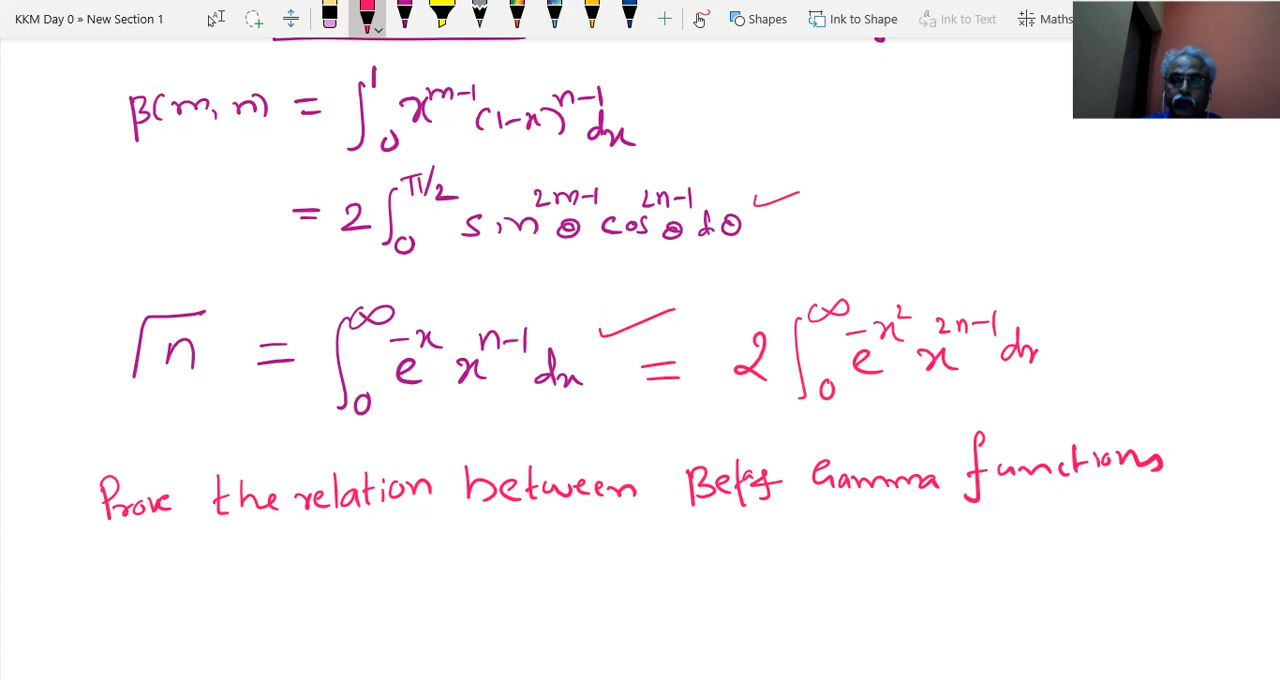 KKM Day 0 » New Section 1
Shapes
Ink to Shape
Ink to Text
Maths
β(m, n) = ∫₀¹ x^{m-1} (1-x)^{n-1} dx
= 2 ∫₀^{π/2} sin^{2m-1} θ cos^{2n-1} θ dθ ✓
Γn = ∫₀^∞ e^{-x} x^{n-1} dx ✓ = 2 ∫₀^∞ e^{-x²} x^{2n-1} dx
Prove the relation between Beta & Gamma functions